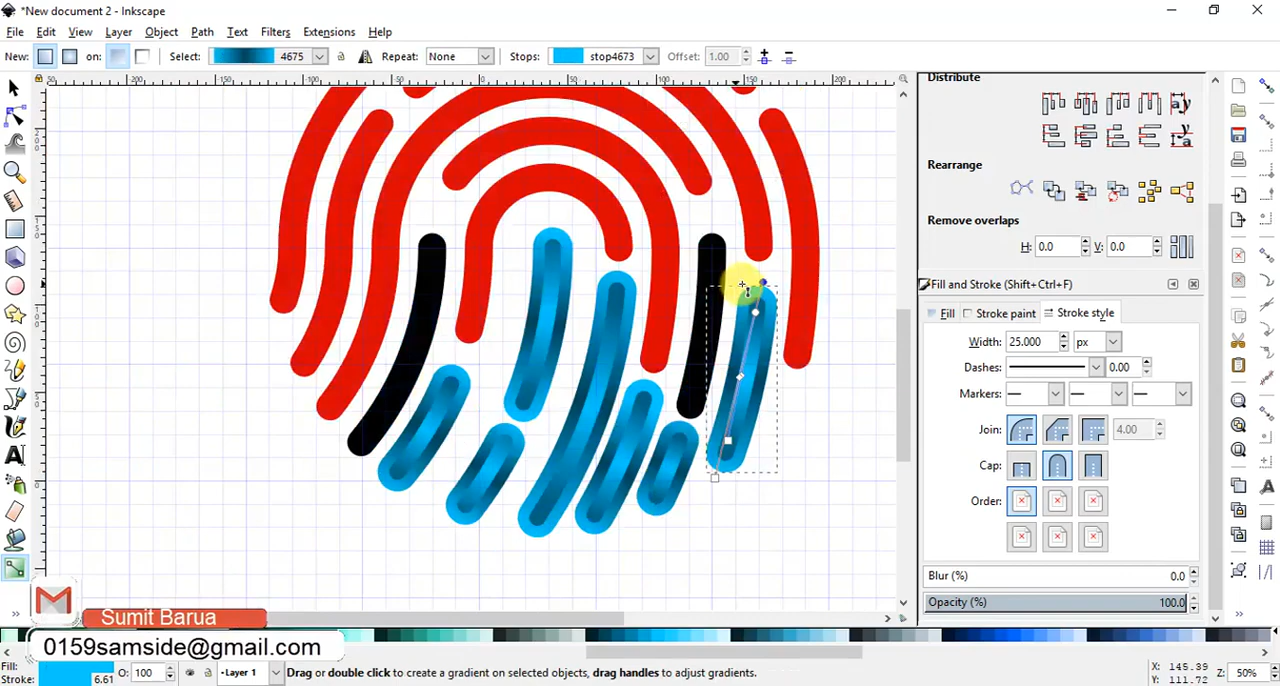 *New document 2 - Inkscape
File Edit View Layer Object Path Text Filters Extensions Help
New: on: Select: 4675 Repeat: None Stops: stop4673 Offset: 1.00
Distribute
Rearrange
Remove overlaps
H: 0.0 V: 0.0
Fill and Stroke (Shift+Ctrl+F)
Fill Stroke paint Stroke style
Width: 25.000 px
Dashes: 0.00
Markers:
Join: 4.00
Cap:
Order:
Blur (%) 0.0
Opacity (%) 100.0
Sumit Barua
0159samside@gmail.com
Fill:
Stroke: 6.61
O: 100
Layer 1
Drag or double click to create a gradient on selected objects, drag handles to adjust gradients.
X: 145.39
Y: 111.72
Z: 50%